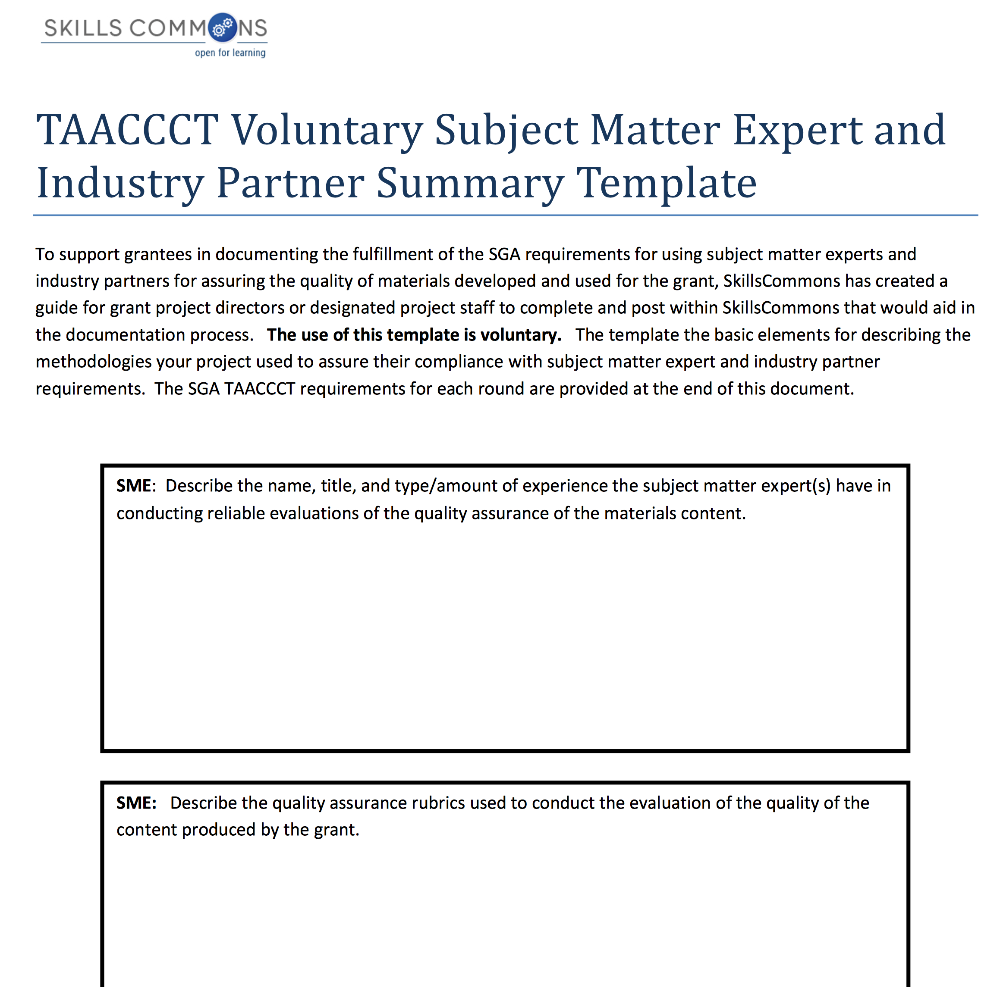 SKILLS COMMONS
open for learning
TAACCCT Voluntary Subject Matter Expert and
Industry Partner Summary Template
To support grantees in documenting the fulfillment of the SGA requirements for using subject matter experts and
industry partners for assuring the quality of materials developed and used for the grant, SkillsCommons has created a
guide for grant project directors or designated project staff to complete and post within SkillsCommons that would aid in
the documentation process.   The use of this template is voluntary.   The template the basic elements for describing the
methodologies your project used to assure their compliance with subject matter expert and industry partner
requirements.  The SGA TAACCCT requirements for each round are provided at the end of this document.
SME:  Describe the name, title, and type/amount of experience the subject matter expert(s) have in
conducting reliable evaluations of the quality assurance of the materials content.
SME:   Describe the quality assurance rubrics used to conduct the evaluation of the quality of the
content produced by the grant.